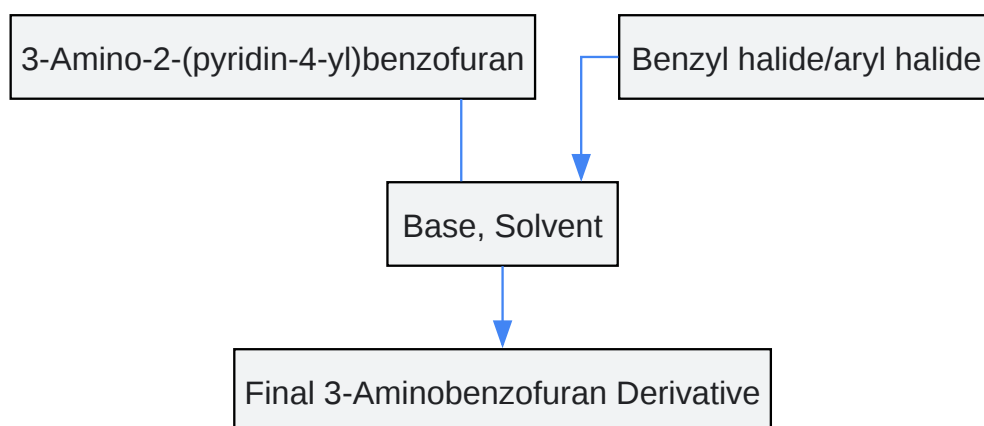 3-Amino-2-(pyridin-4-yl)benzofuran
Benzyl halide/aryl halide
Base, Solvent
Final 3-Aminobenzofuran Derivative